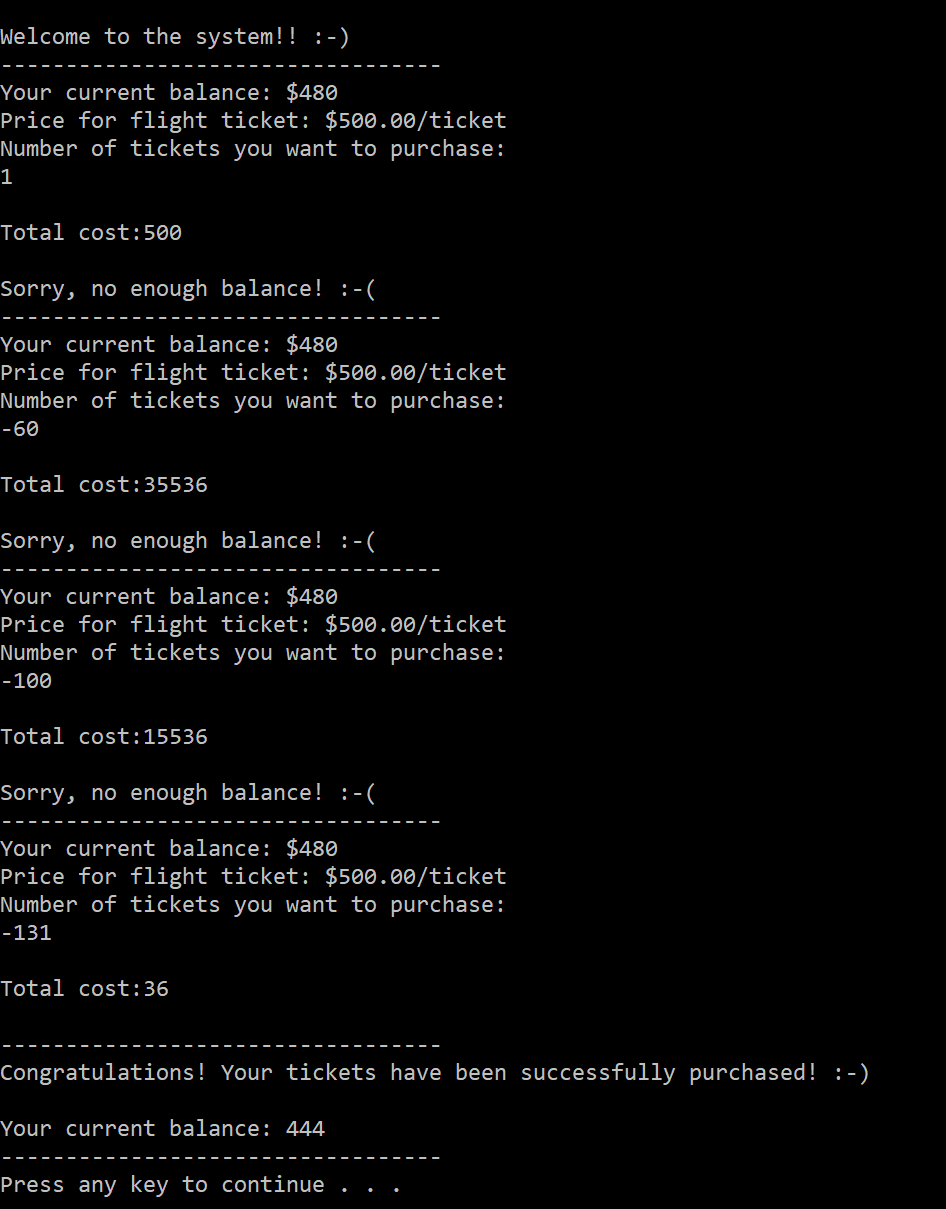 Welcome to the system!! :-)
----------------------------------
Your current balance: $480
Price for flight ticket: $500.00/ticket
Number of tickets you want to purchase:
1
Total cost:500
Sorry, no enough balance! :-(
----------------------------------
Your current balance: $480
Price for flight ticket: $500.00/ticket
Number of tickets you want to purchase:
-60
Total cost:35536
Sorry, no enough balance! :-(
----------------------------------
Your current balance: $480
Price for flight ticket: $500.00/ticket
Number of tickets you want to purchase:
-100
Total cost:15536
Sorry, no enough balance! :-(
----------------------------------
Your current balance: $480
Price for flight ticket: $500.00/ticket
Number of tickets you want to purchase:
-131
Total cost:36
----------------------------------
Congratulations! Your tickets have been successfully purchased! :-)
Your current balance: 444
----------------------------------
Press any key to continue . . .